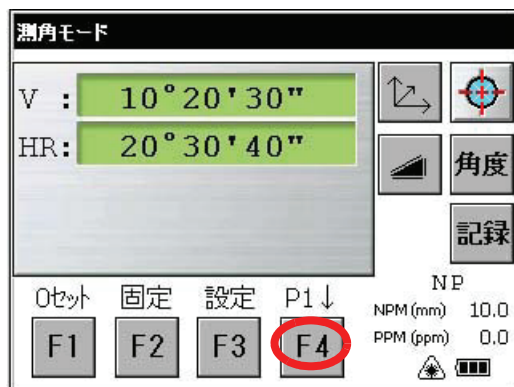 測角モード
V : 10°20'30"
HR: 20°30'40"
角度
記録
0セット 固定 設定 P1↓
F1 F2 F3 F4
NP
NPM (mm) 10.0
PPM (ppm) 0.0